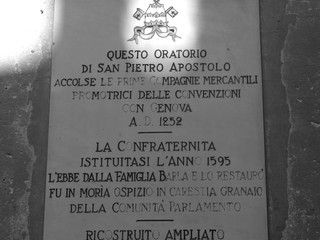 QUESTO ORATORIO
DI SAN PIETRO APOSTOLO
ACCOLSE LE PRIME COMPAGNIE MERCANTILI
PROMOTRICI DELLE CONVENZIONI
CON GENOVA
A. D. 1252
LA CONFRATERNITA
ISTITUITASI L'ANNO 1595
L'EBBE DALLA FAMIGLIA BARLA E LO RESTAURÒ
FU IN MORÌA OSPIZIO IN CARESTIA GRANAIO
DELLA COMUNITÀ PARLAMENTO
RICOSTRUITO AMPLIATO